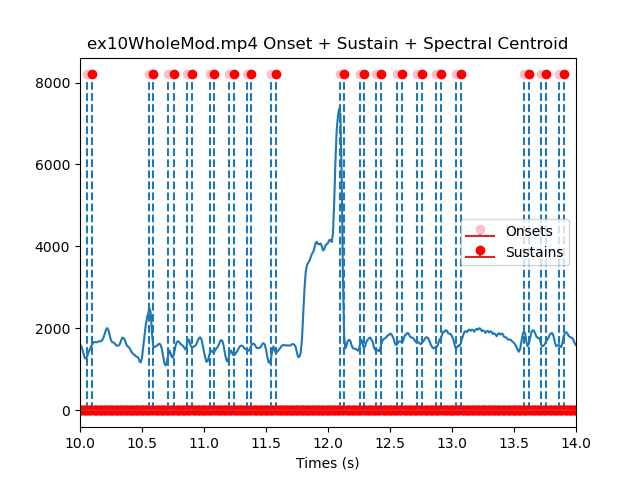 ex10WholeMod.mp4 Onset + Sustain + Spectral Centroid
8000
6000
4000
2000
0
Onsets
Sustains
10.0 10.5 11.0 11.5 12.0 12.5 13.0 13.5 14.0
Times (s)